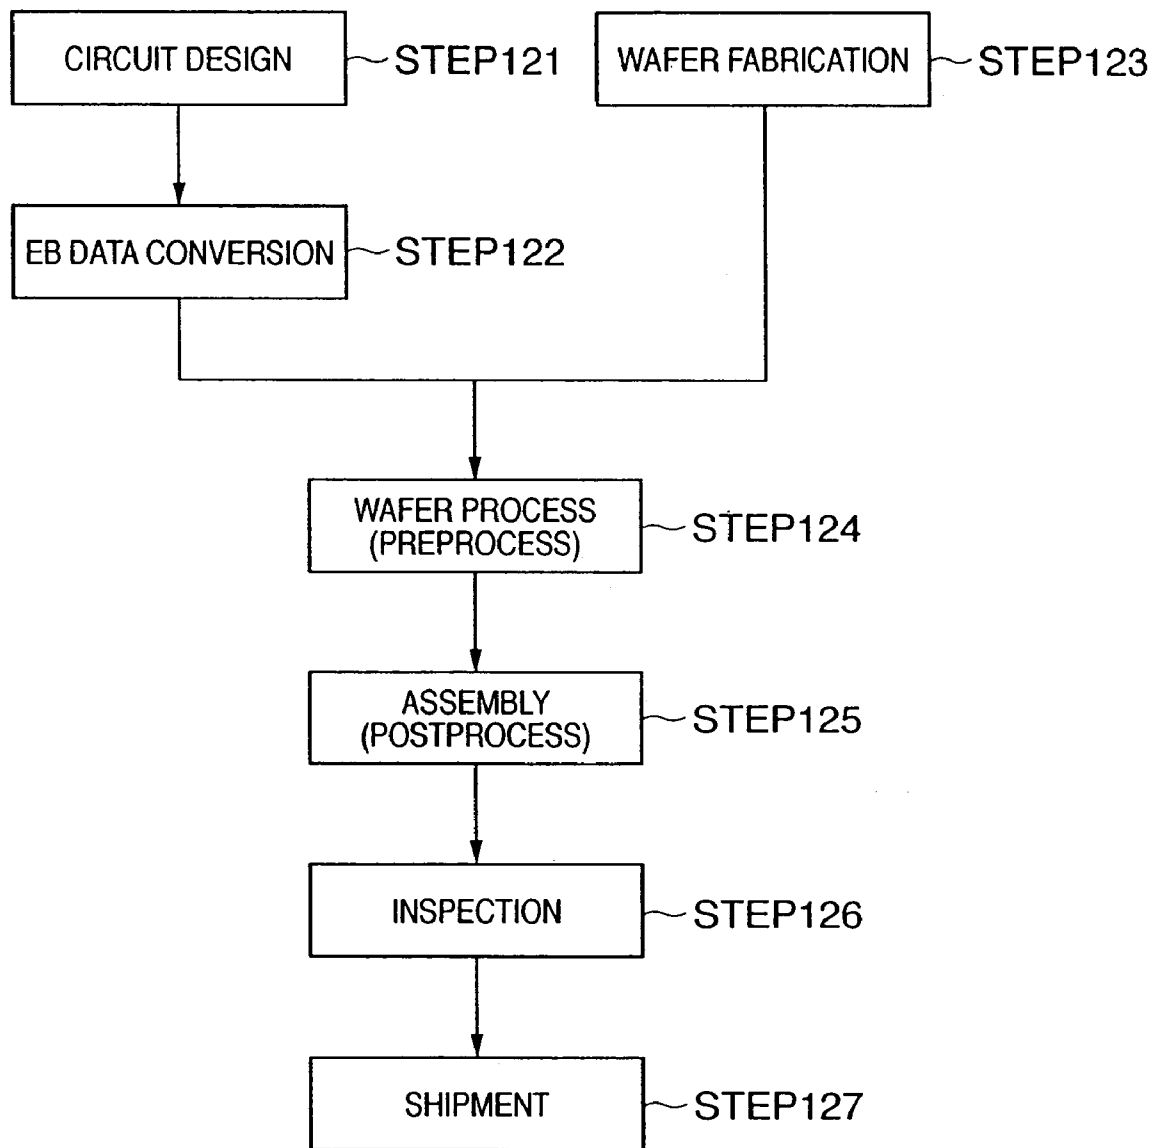 CIRCUIT DESIGN
STEP121
WAFER FABRICATION
STEP123
EB DATA CONVERSION
STEP122
WAFER PROCESS
(PREPROCESS)
STEP124
ASSEMBLY
(POSTPROCESS)
STEP125
INSPECTION
STEP126
SHIPMENT
STEP127